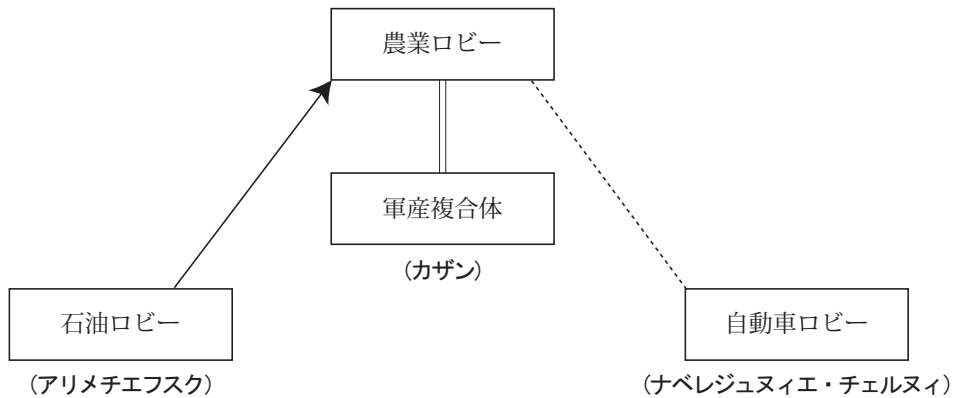 農業ロビー
軍産複合体
(カザン)
石油ロビー
(アリメチエフスク)
自動車ロビー
(ナベレジュヌィエ・チェルヌィ)